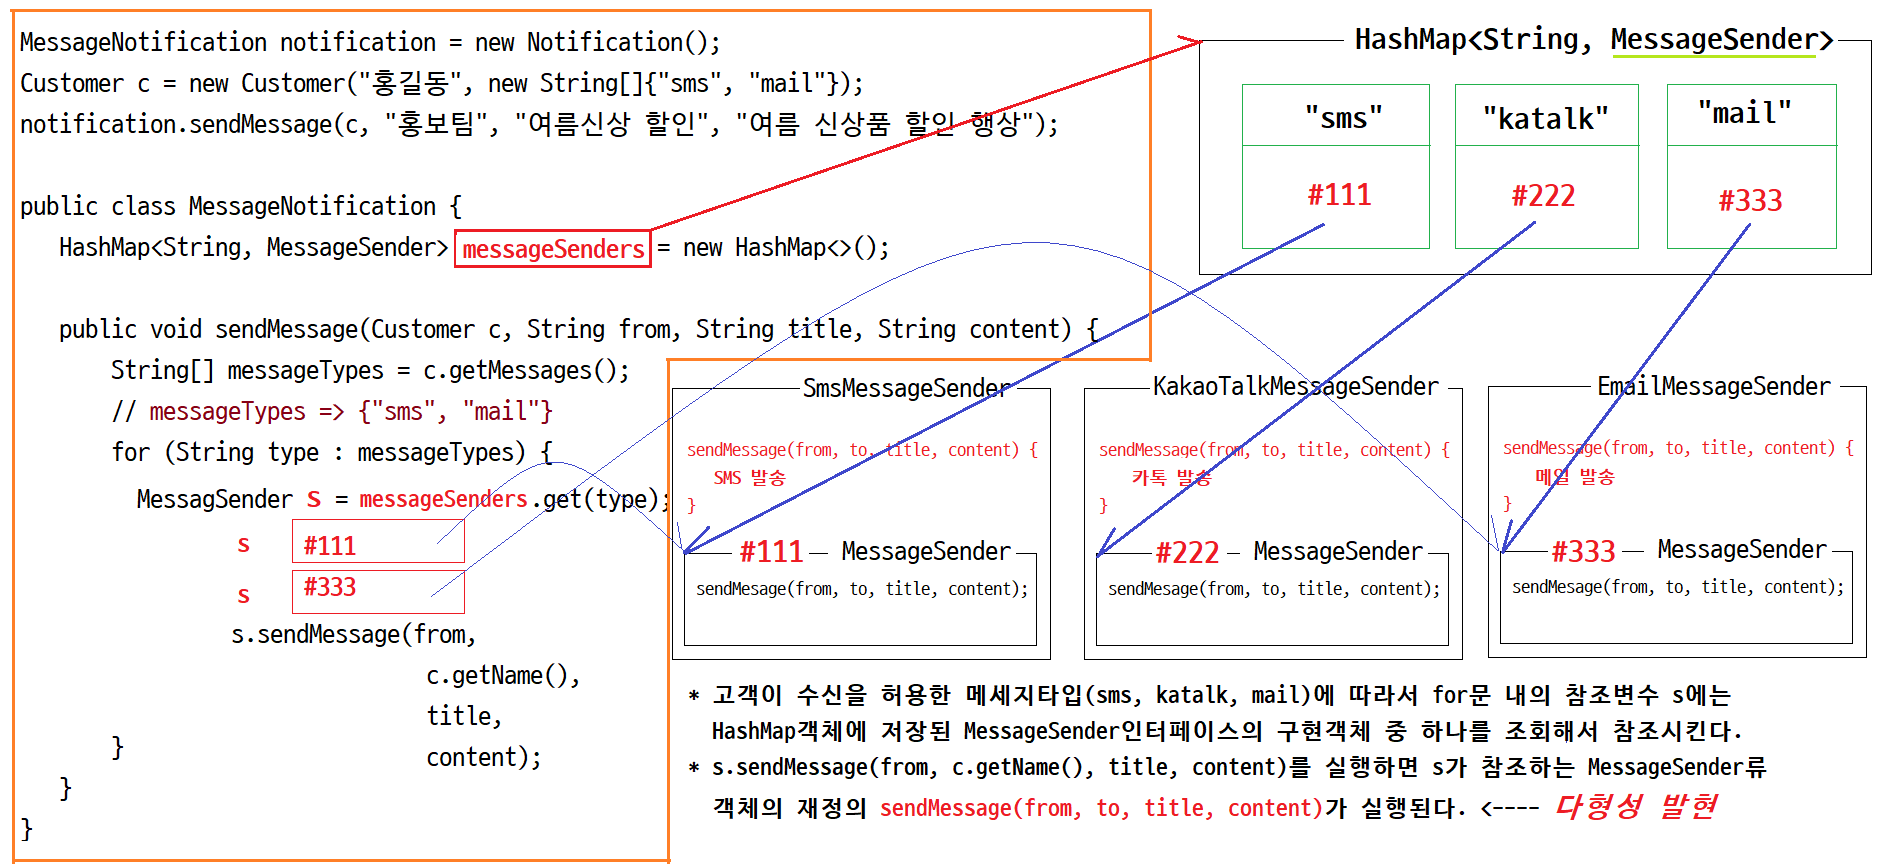 MessageNotification notification = new Notification();
Customer c = new Customer("홍길동", new String[]{"sms", "mail"});
notification.sendMessage(c, "홍보팀", "여름신상 할인", "여름 신상품 할인 행상");
public class MessageNotification {
HashMap<String, MessageSender> messageSenders = new HashMap<>();
public void sendMessage(Customer c, String from, String title, String content) {
String[] messageTypes = c.getMessages();
// messageTypes => {"sms", "mail"}
for (String type : messageTypes) {
MessagSender s = messageSenders.get(type);
s #111
s #333
s.sendMessage(from,
c.getName(),
title,
content);
}
}
}
HashMap<String, MessageSender>
"sms" "katalk" "mail"
#111 #222 #333
SmsMessageSender
sendMessage(from, to, title, content) {
SMS 발송
}
#111 MessageSender
sendMesage(from, to, title, content);
KakaoTalkMessageSender
sendMessage(from, to, title, content) {
카톡 발송
}
#222 MessageSender
sendMesage(from, to, title, content);
EmailMessageSender
sendMessage(from, to, title, content) {
메일 발송
}
#333 MessageSender
sendMesage(from, to, title, content);
* 고객이 수신을 허용한 메세지타입(sms, katalk, mail)에 따라서 for문 내의 참조변수 s에는
HashMap객체에 저장된 MessageSender인터페이스의 구현객체 중 하나를 조회해서 참조시킨다.
* s.sendMessage(from, c.getName(), title, content)를 실행하면 s가 참조하는 MessageSender류
객체의 재정의 sendMessage(from, to, title, content)가 실행된다. <---- 다형성 발현